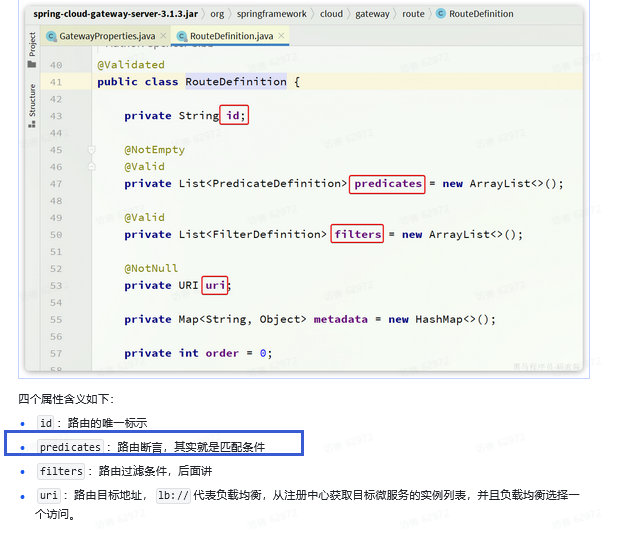 spring-cloud-gateway-server-3.1.3.jar 〉 org 〉 springframework 〉 cloud 〉 gateway 〉 route 〉 RouteDefinition
Project
Structure
GatewayProperties.java × RouteDefinition.java ×
40 @Validated
41 public class RouteDefinition {
42
43 private String id;
44
45 @NotEmpty
46 @Valid
47 private List<PredicateDefinition> predicates = new ArrayList<>();
48
49 @Valid
50 private List<FilterDefinition> filters = new ArrayList<>();
51
52 @NotNull
53 private URI uri;
54
55 private Map<String, Object> metadata = new HashMap<>();
56
57 private int order = 0;
58
四个属性含义如下：
• id：路由的唯一标示
• predicates：路由断言，其实就是匹配条件
• filters：路由过滤条件，后面讲
• uri：路由目标地址，lb://代表负载均衡，从注册中心获取目标微服务的实例列表，并且负载均衡选择一
个访问。